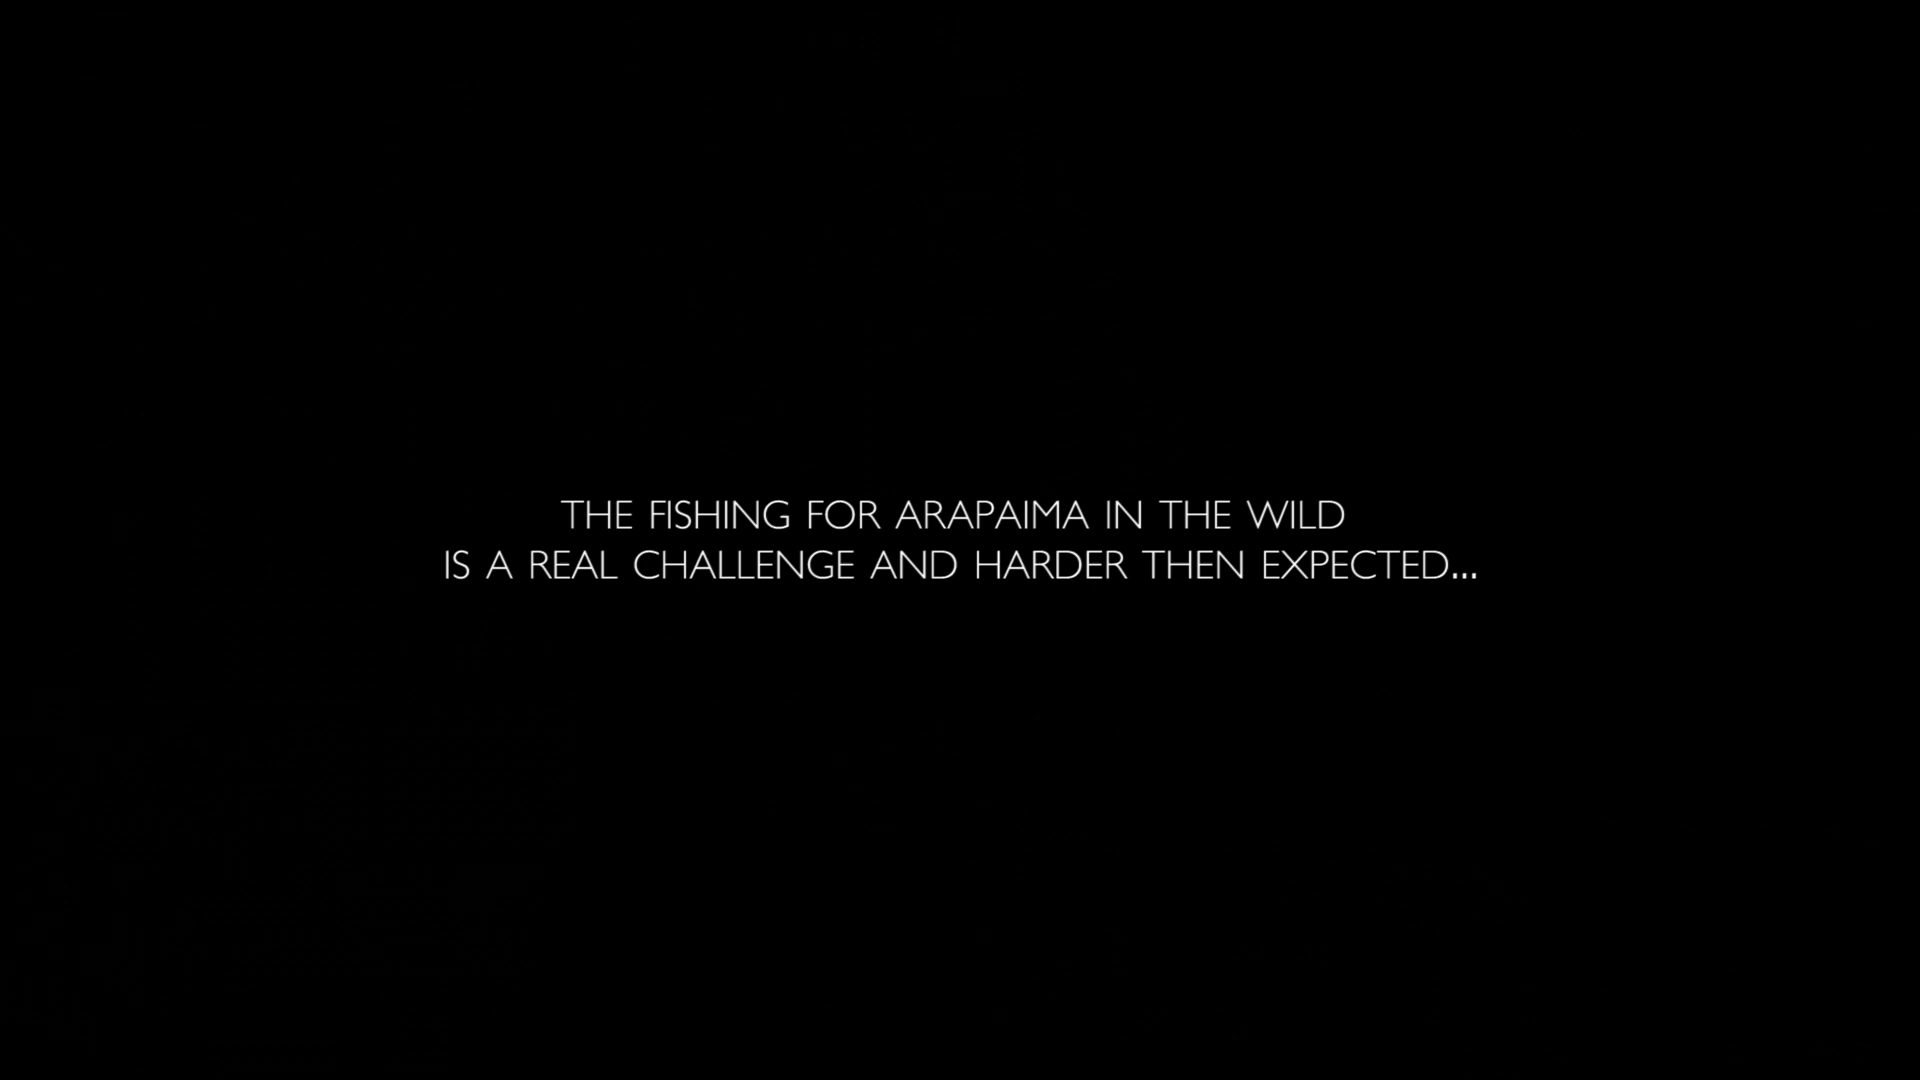 THE FISHING FOR ARAPAIMA IN THE WILD
IS A REAL CHALLENGE AND HARDER THEN EXPECTED...